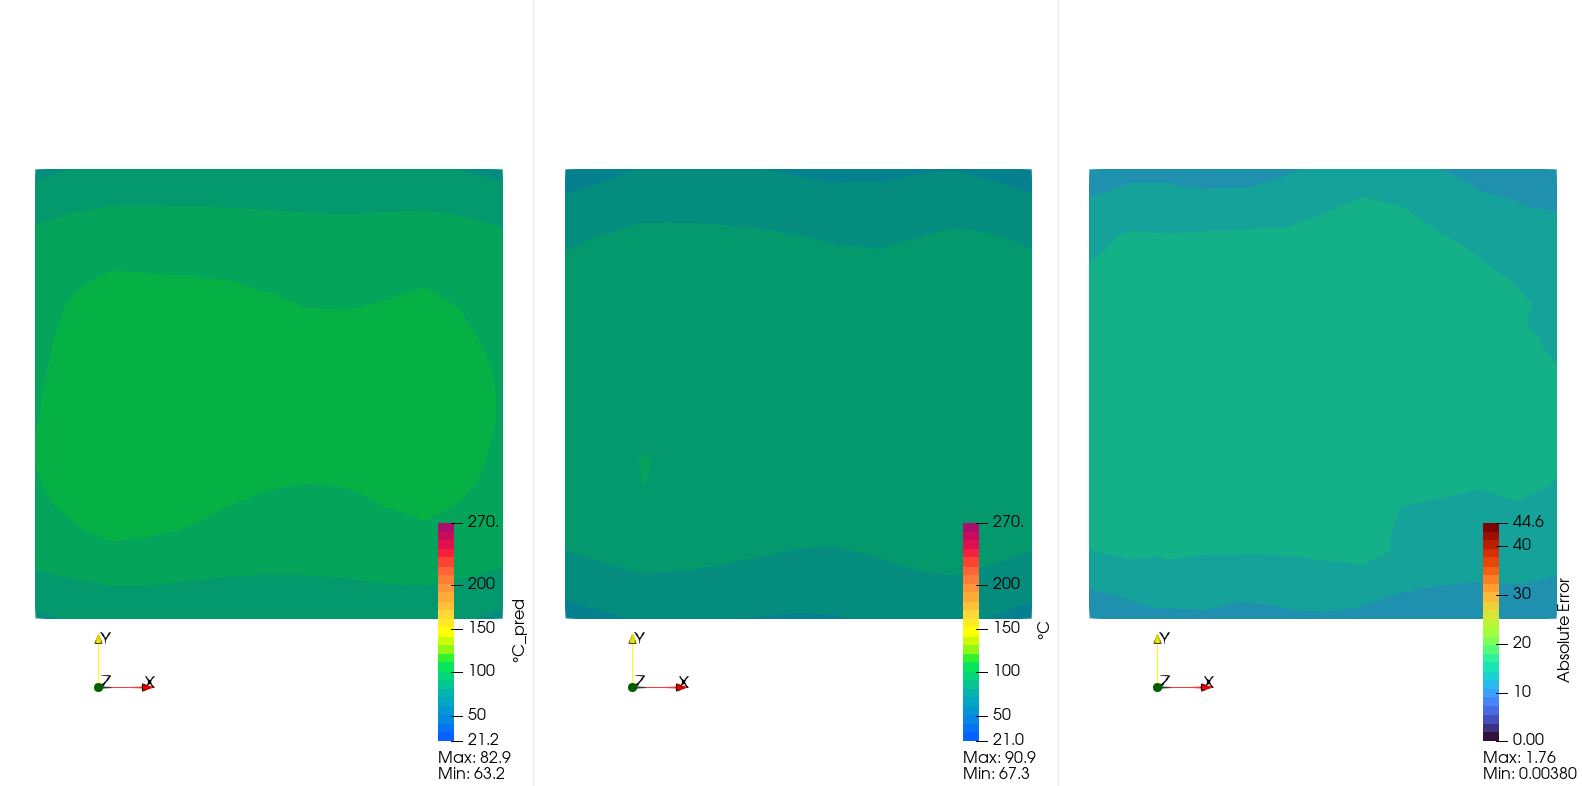 270.
200
150
100
50
21.2
°C_pred
Max: 82.9
Min: 63.2
Y
Z
X
270.
200
150
100
50
21.0
°C
Max: 90.9
Min: 67.3
Y
Z
X
44.6
40
30
20
10
0.00
Absolute Error
Max: 1.76
Min: 0.00380
Y
Z
X